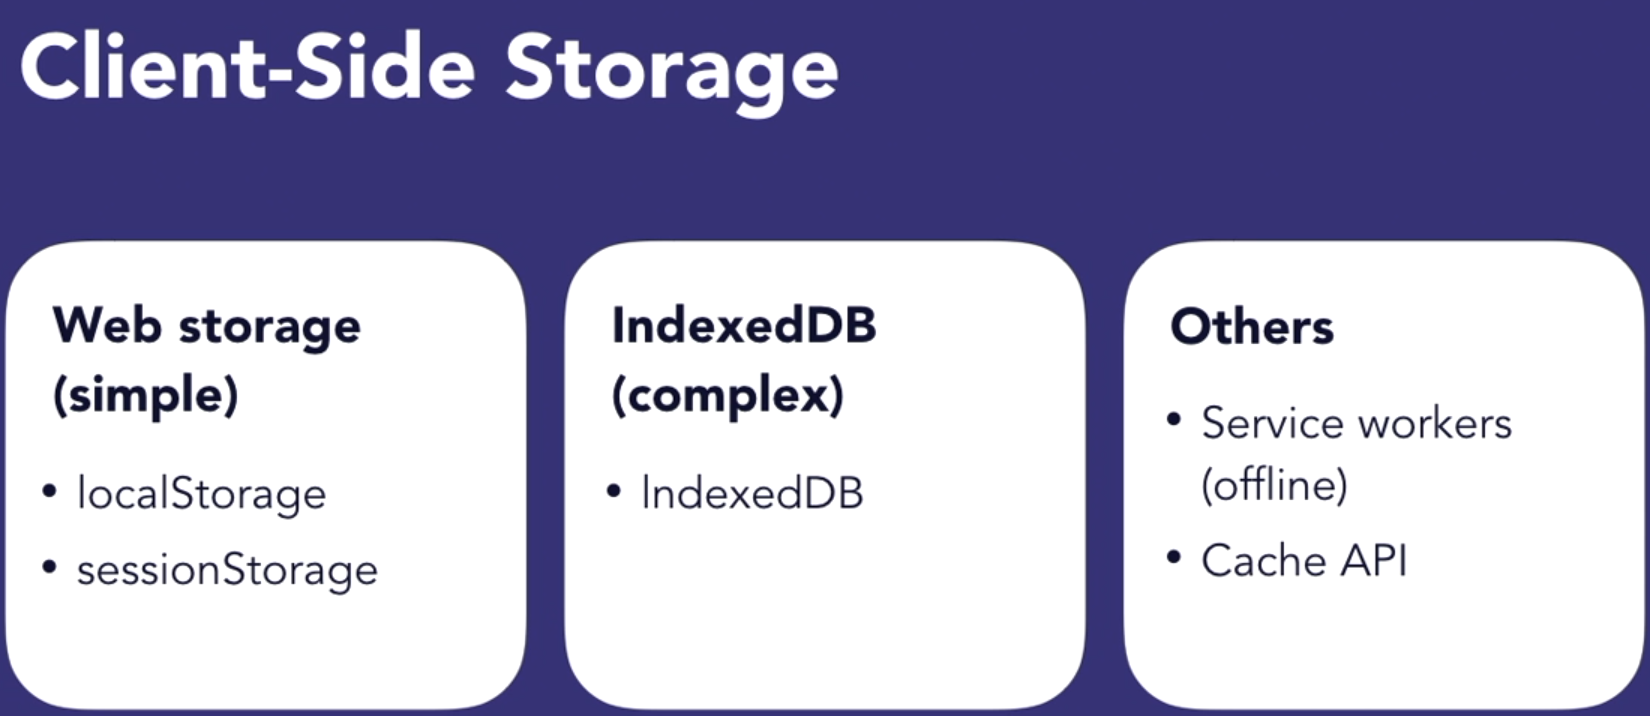 Client-Side Storage
Web storage
(simple)
• localStorage
• sessionStorage
IndexedDB
(complex)
• IndexedDB
Others
• Service workers
(offline)
• Cache API